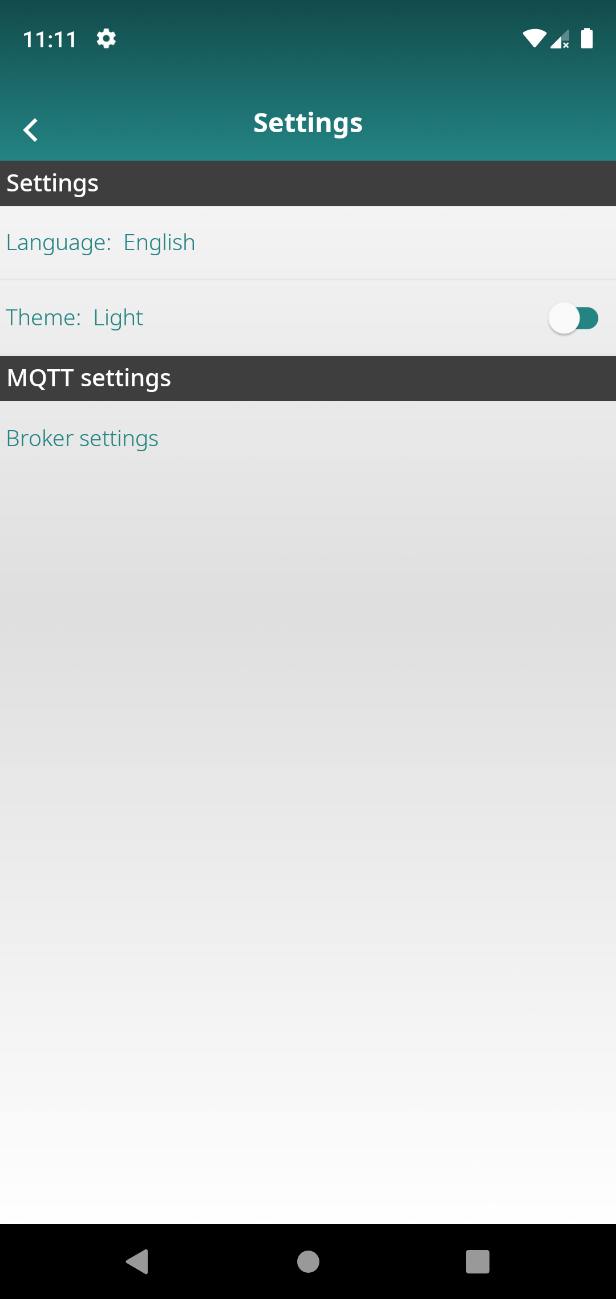 11:11
Settings
Settings
Language: English
Theme: Light
MQTT settings
Broker settings